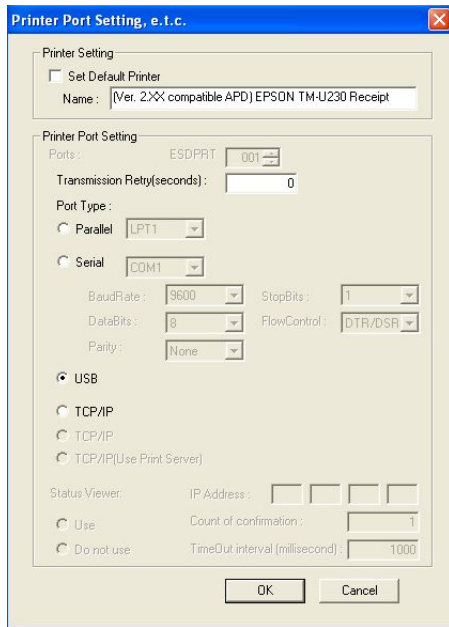 Printer Port Setting, e.t.c.
Printer Setting
Set Default Printer
Name : (Ver. 2.XX compatible APD) EPSON TM-U230 Receipt
Printer Port Setting
Ports : ESDPRT 001
Transmission Retry(seconds) : 0
Port Type :
Parallel LPT1
Serial COM1
BaudRate : 9600 StopBits : 1
DataBits : 8 FlowControl : DTR/DSR
Parity : None
USB
TCP/IP
TCP/IP
TCP/IP(Use Print Server)
Status Viewer: IP Address :
Use Count of confirmation : 1
Do not use TimeOut interval (millisecond) : 1000
OK Cancel